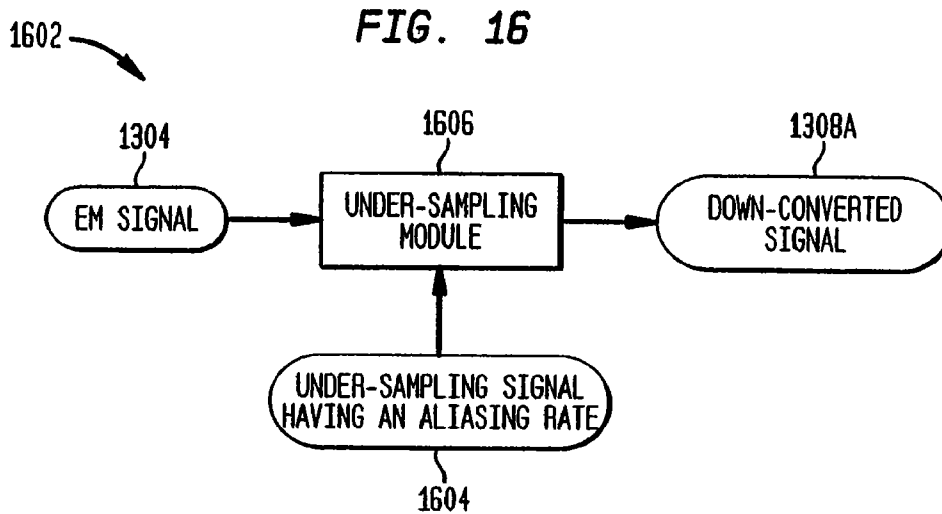 FIG. 16
1602
1304
1606
1308A
EM SIGNAL
UNDER-SAMPLING
MODULE
DOWN-CONVERTED
SIGNAL
UNDER-SAMPLING SIGNAL
HAVING AN ALIASING RATE
1604